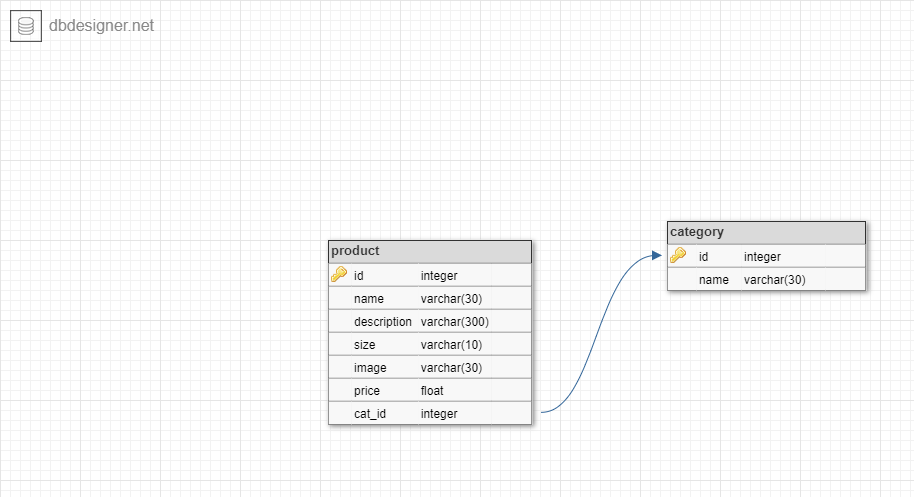 dbdesigner.net
product
id integer
name varchar(30)
description varchar(300)
size varchar(10)
image varchar(30)
price float
cat_id integer
category
id integer
name varchar(30)